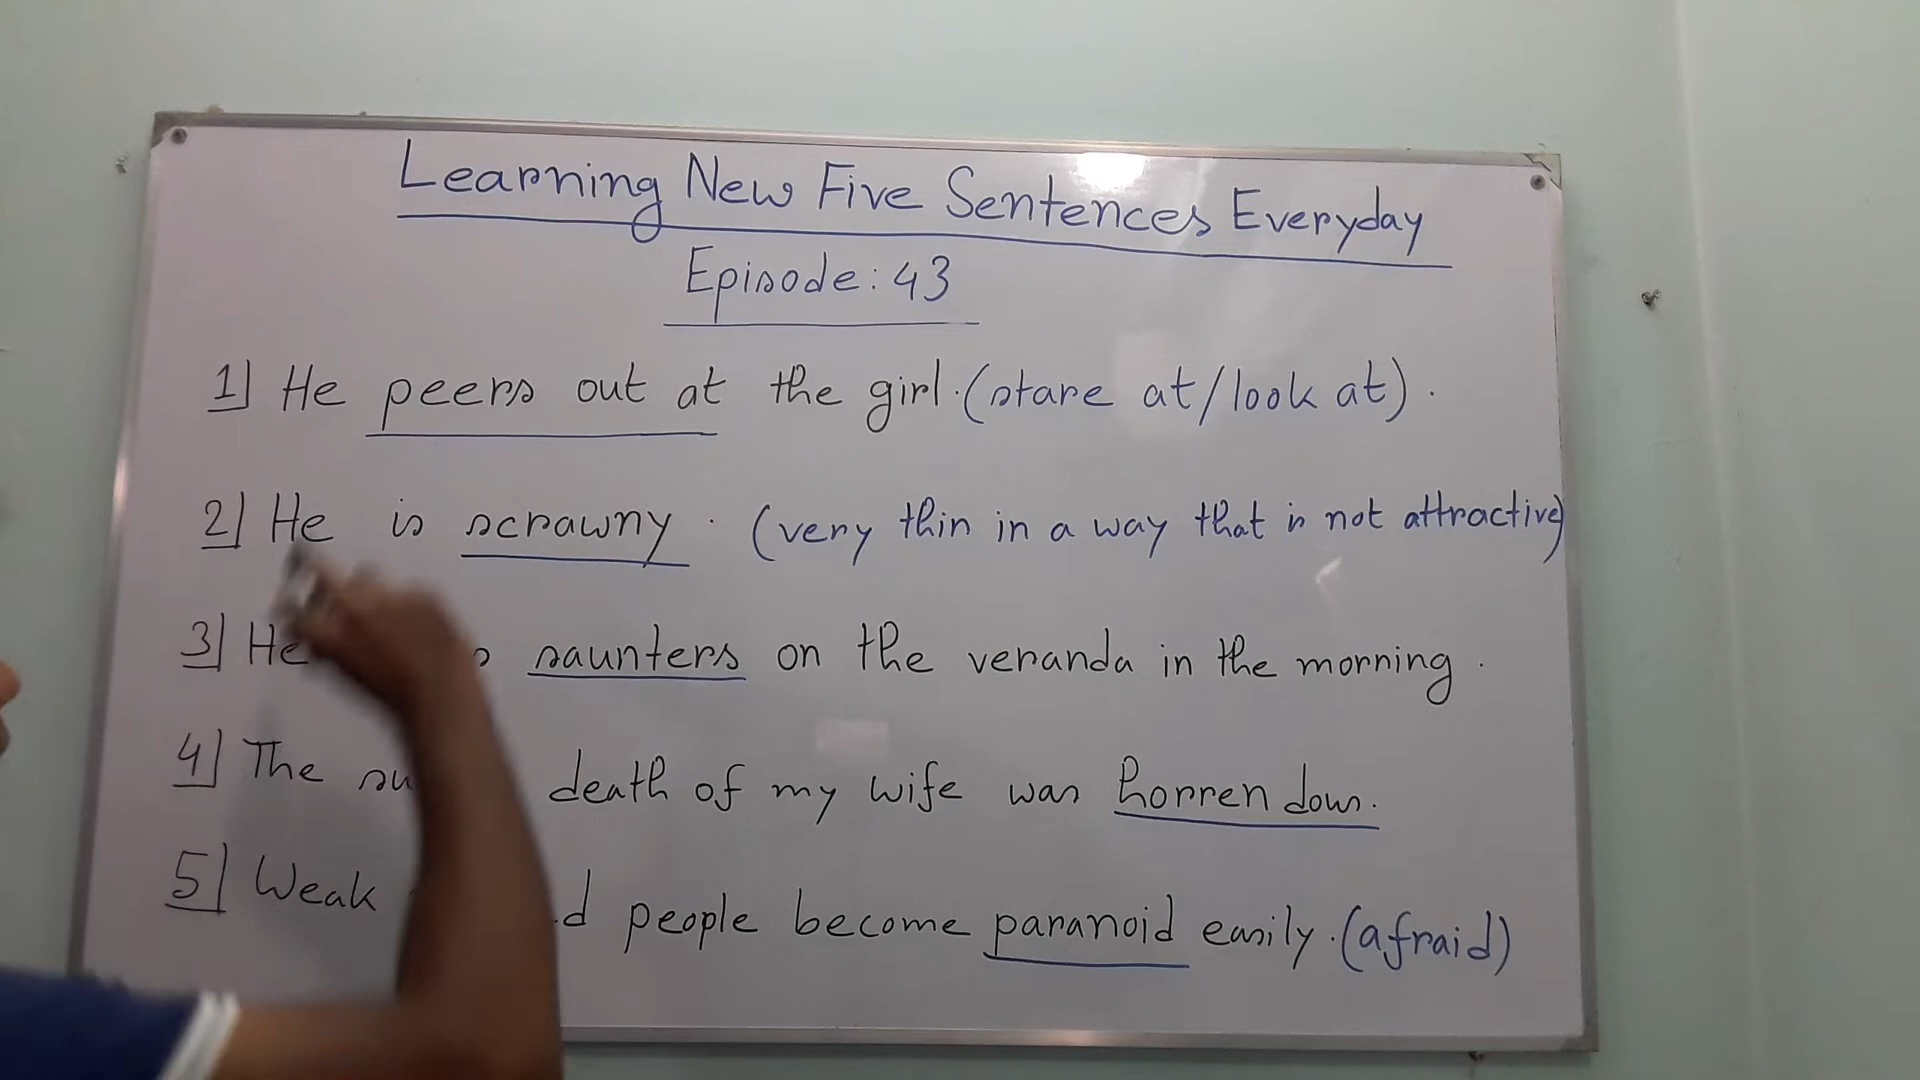 Learning New Five Sentences Everyday
Episode: 43
1] He peers out at the girl. (stare at/look at).
2] He is scrawny. (very thin in a way that is not attractive)
3] He saunters on the veranda in the morning.
4] The death of my wife was horrendous.
5] Weak people become paranoid easily. (afraid)